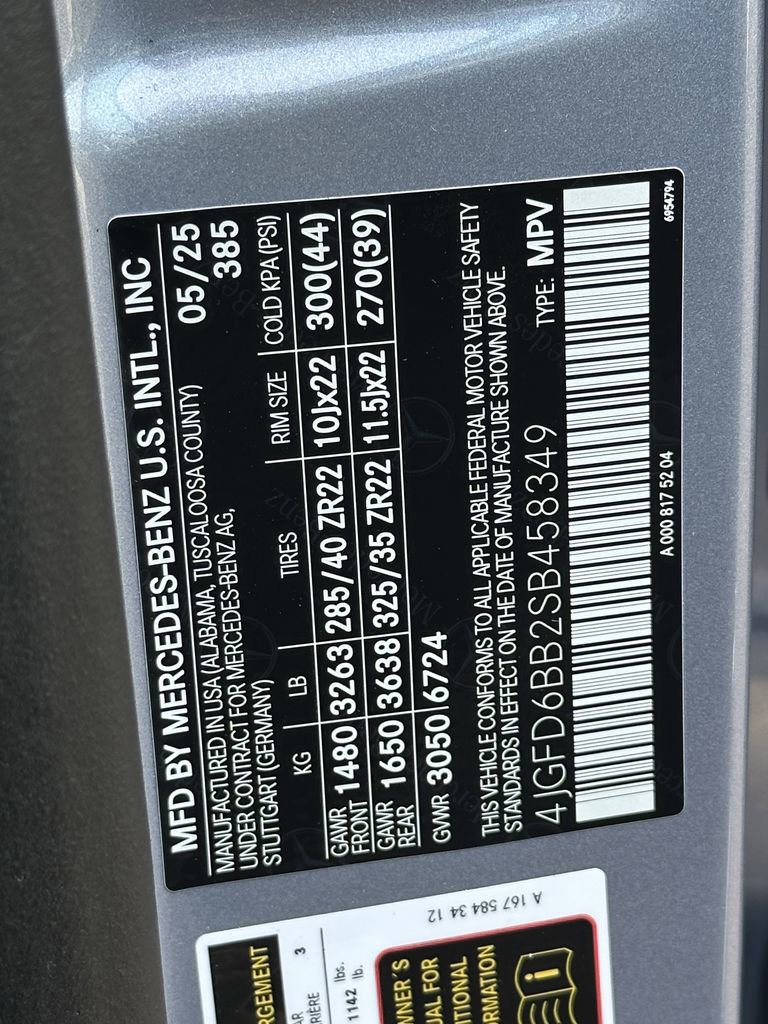 MFD BY MERCEDES-BENZ U.S. INTL., INC
MANUFACTURED IN USA (ALABAMA, TUSCALOOSA COUNTY) 05/25
UNDER CONTRACT FOR MERCEDES-BENZ AG, 385
STUTTGART (GERMANY)
KG LB TIRES RIM SIZE COLD KPA (PSI)
GAWR FRONT 1480 3263 285/40 ZR22 10Jx22 300(44)
GAWR REAR 1650 3638 325/35 ZR22 11.5Jx22 270(39)
GVWR 3050 6724
THIS VEHICLE CONFORMS TO ALL APPLICABLE FEDERAL MOTOR VEHICLE SAFETY
STANDARDS IN EFFECT ON THE DATE OF MANUFACTURE SHOWN ABOVE.
4JGFD6BB2SB458349 TYPE: MPV
A 000 817 52 04 6954794
RGEMENT
AR
RIÈRE 3
1142 lbs.
lb.
A 167 584 34 12
WNER'S
UAL FOR
ITIONAL
ORMATION